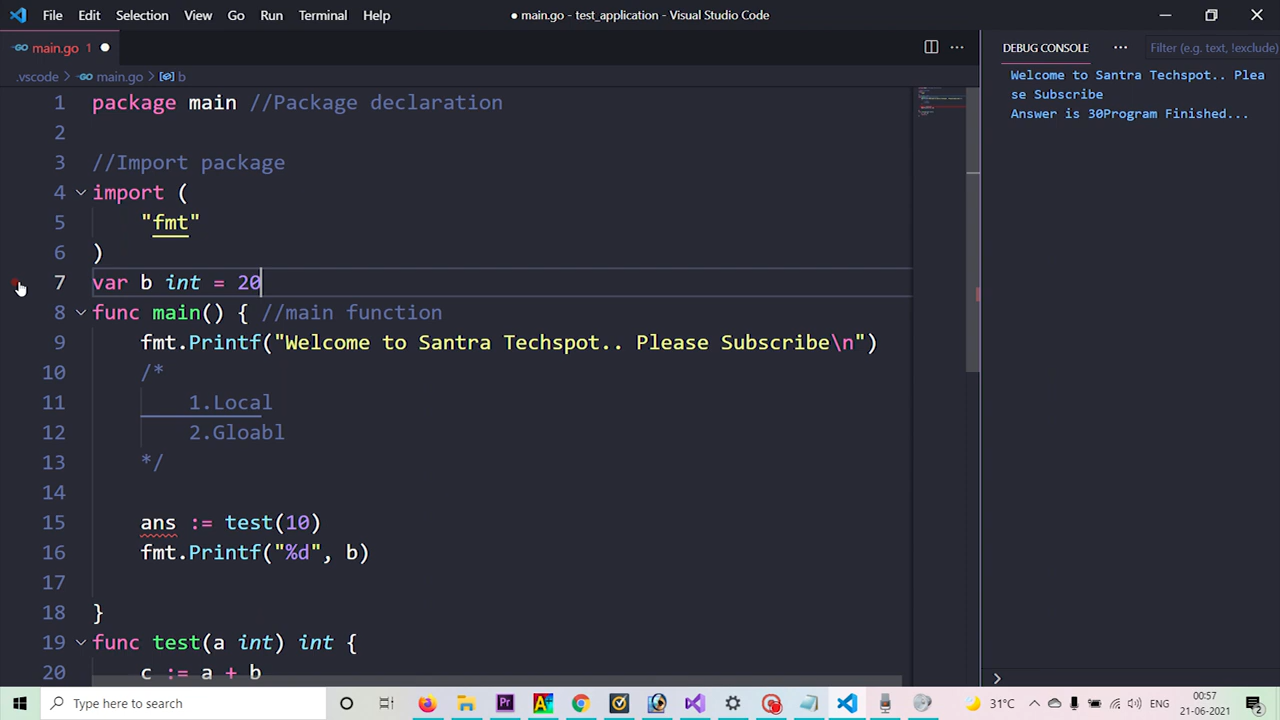 File Edit Selection View Go Run Terminal Help ● main.go - test_application - Visual Studio Code
main.go 1
.vscode > main.go > b
1 package main //Package declaration
2
3 //Import package
4 import (
5 "fmt"
6 )
7 var b int = 20
8 func main() { //main function
9 fmt.Printf("Welcome to Santra Techspot.. Please Subscribe\n")
10 /*
11 1.Local
12 2.Gloabl
13 */
14
15 ans := test(10)
16 fmt.Printf("%d", b)
17
18 }
19 func test(a int) int {
20 c := a + b
DEBUG CONSOLE
Filter (e.g. text, !exclude)
Welcome to Santra Techspot.. Plea
se Subscribe
Answer is 30Program Finished...
Type here to search
31°C
ENG
00:57
21-06-2021
2